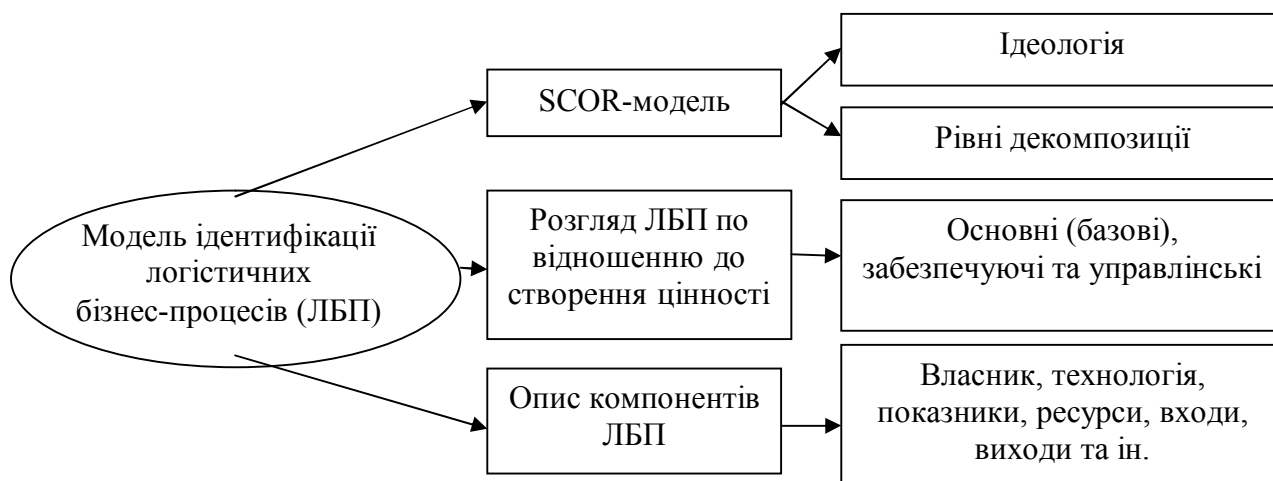 Модель ідентифікації
логістичних
бізнес-процесів (ЛБП)
SCOR-модель
Ідеологія
Рівні декомпозиції
Розгляд ЛБП по
відношенню до
створення цінності
Основні (базові),
забезпечуючі та управлінські
Опис компонентів
ЛБП
Власник, технологія,
показники, ресурси, входи,
виходи та ін.